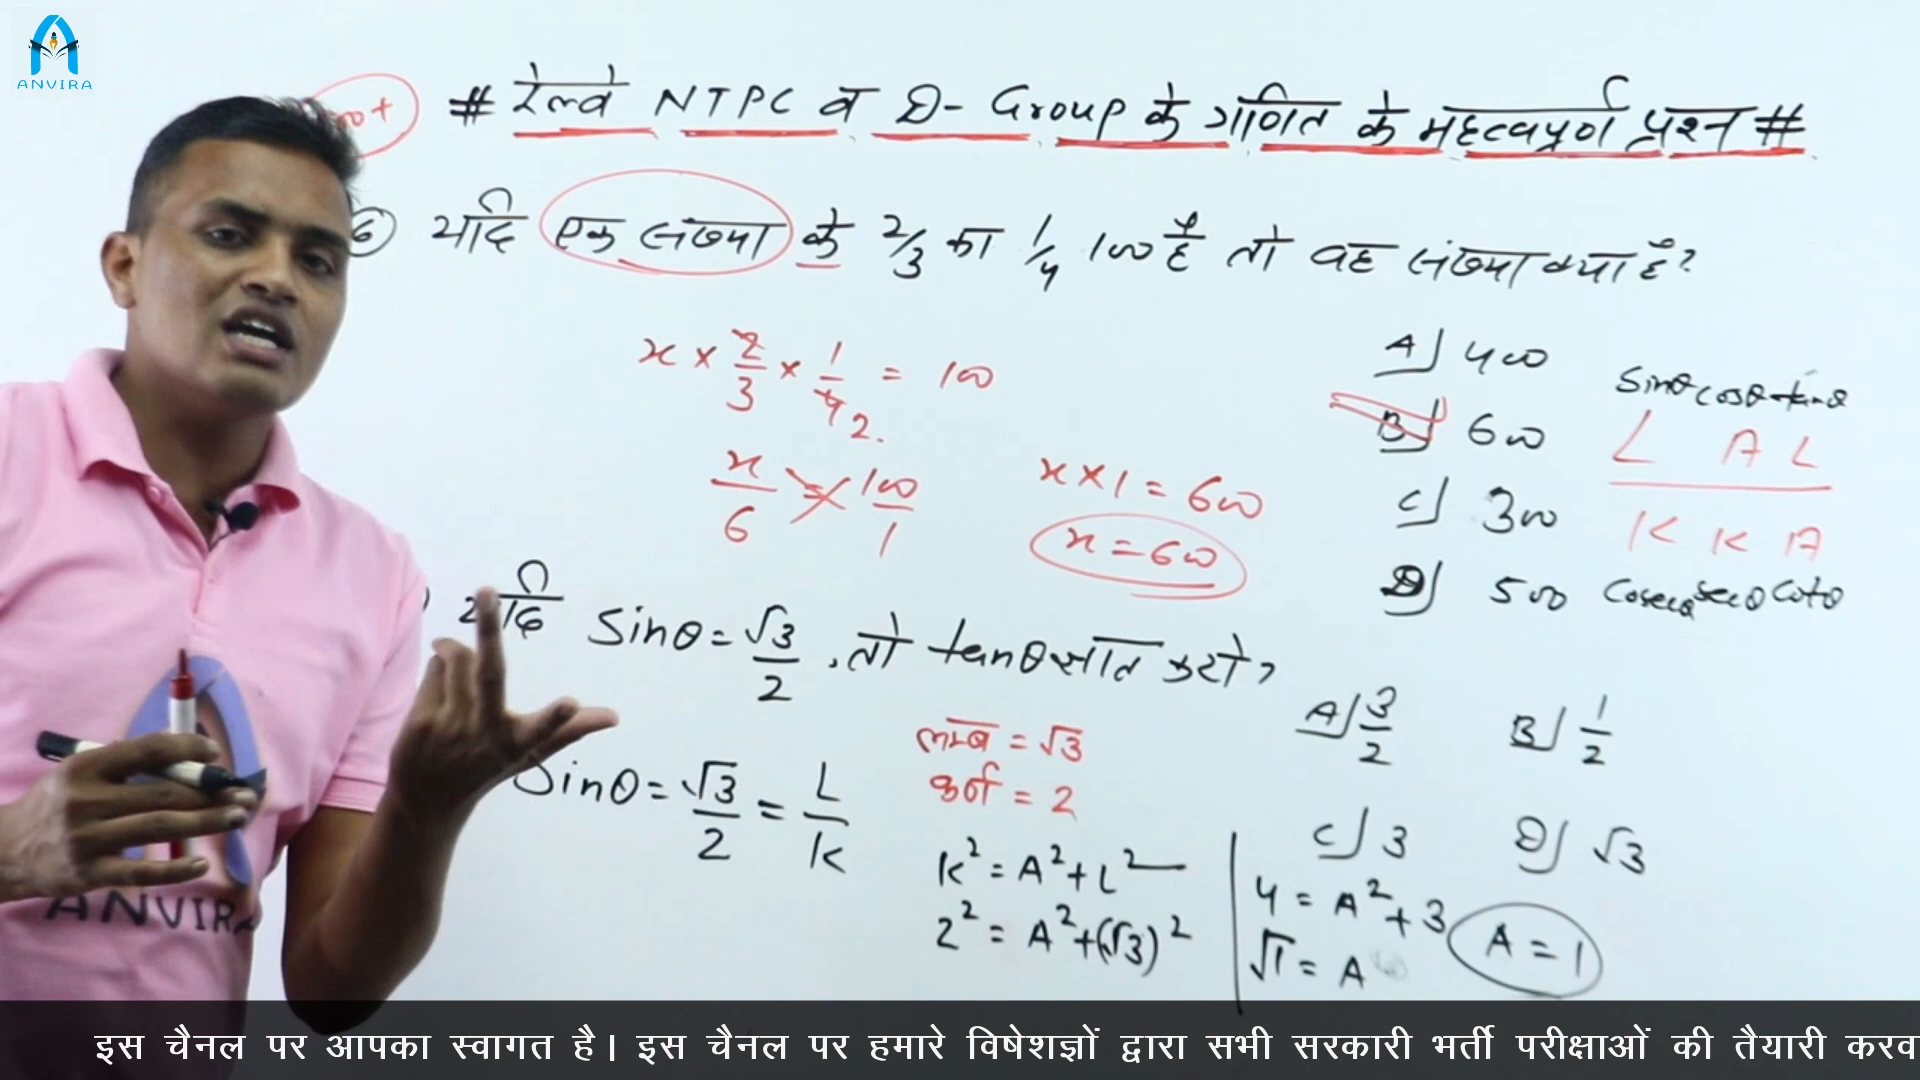 ANVIRA
# रेल्वे NTPC व D- Group के गणित के महत्वपूर्ण प्रश्न #
6 यदि एक संख्या के 2/3 का 1/4 100 है तो वह संख्या क्या है?
x × 2/3 × 1/4 = 100
2.
x/6 = 100/1
x × 1 = 600
x = 600
A) 400
B) 600
C) 300
D) 500
Sinθ Cosθ tanθ
L A L
K K A
Cosecθ Secθ Cotθ
यदि Sinθ = √3/2 , तो tanθ ज्ञात करो ?
A) 3/2 B) 1/2
C) 3 D) √3
Sinθ = √3/2 = L/K
लम्ब = √3
कर्ण = 2
K² = A² + L²
2² = A² + (√3)²
4 = A² + 3
√1 = A
A = 1
ANVIRA
इस चैनल पर आपका स्वागत है। इस चैनल पर हमारे विषेशज्ञों द्वारा सभी सरकारी भर्ती परीक्षाओं की तैयारी करव